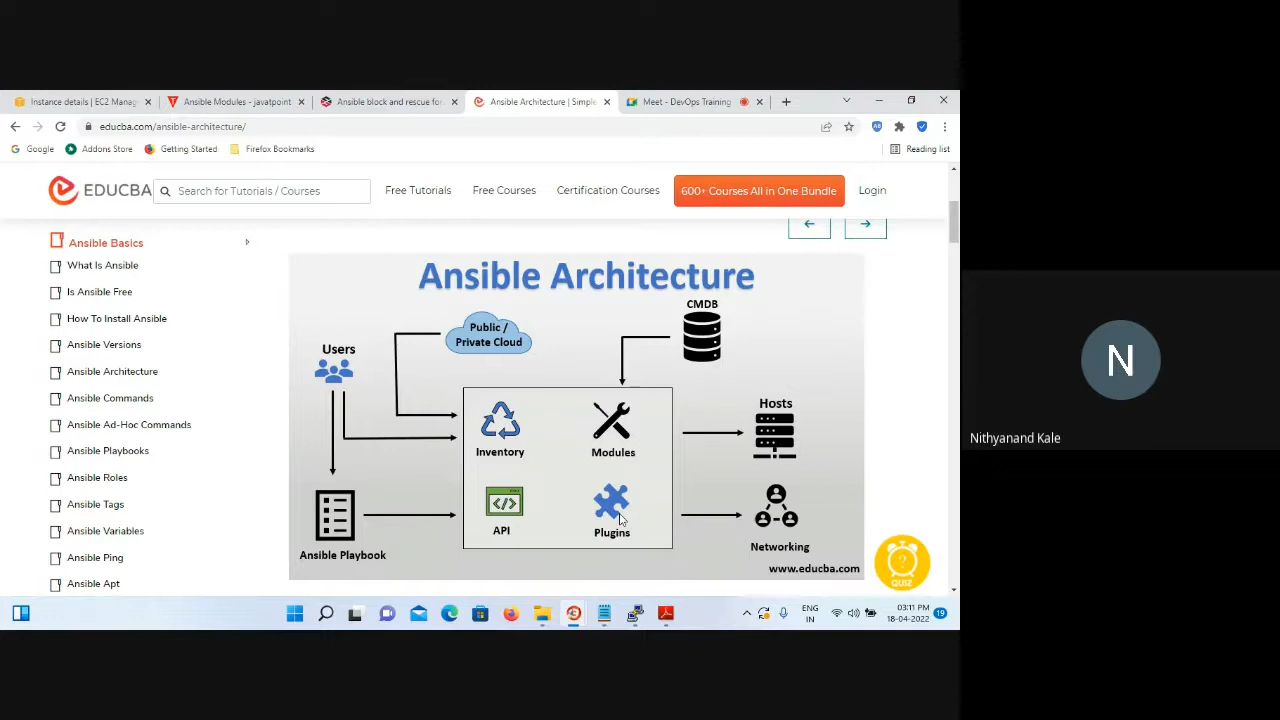 Instance details | EC2 Manag
Ansible Modules - javatpoint
Ansible block and rescue fo
Ansible Architecture | Simple
Meet - DevOps Training
educba.com/ansible-architecture/
Google
Addons Store
Getting Started
Firefox Bookmarks
Reading list
EDUCBA
Search for Tutorials / Courses
Free Tutorials
Free Courses
Certification Courses
600+ Courses All in One Bundle
Login
Ansible Basics
What Is Ansible
Is Ansible Free
How To Install Ansible
Ansible Versions
Ansible Architecture
Ansible Commands
Ansible Ad-Hoc Commands
Ansible Playbooks
Ansible Roles
Ansible Tags
Ansible Variables
Ansible Ping
Ansible Apt
Ansible Architecture
CMDB
Public /
Private Cloud
Users
Hosts
Inventory
Modules
API
Plugins
Networking
Ansible Playbook
www.educba.com
?
QUIZ
ENG
IN
03:11 PM
18-04-2022
19
N
Nithyanand Kale